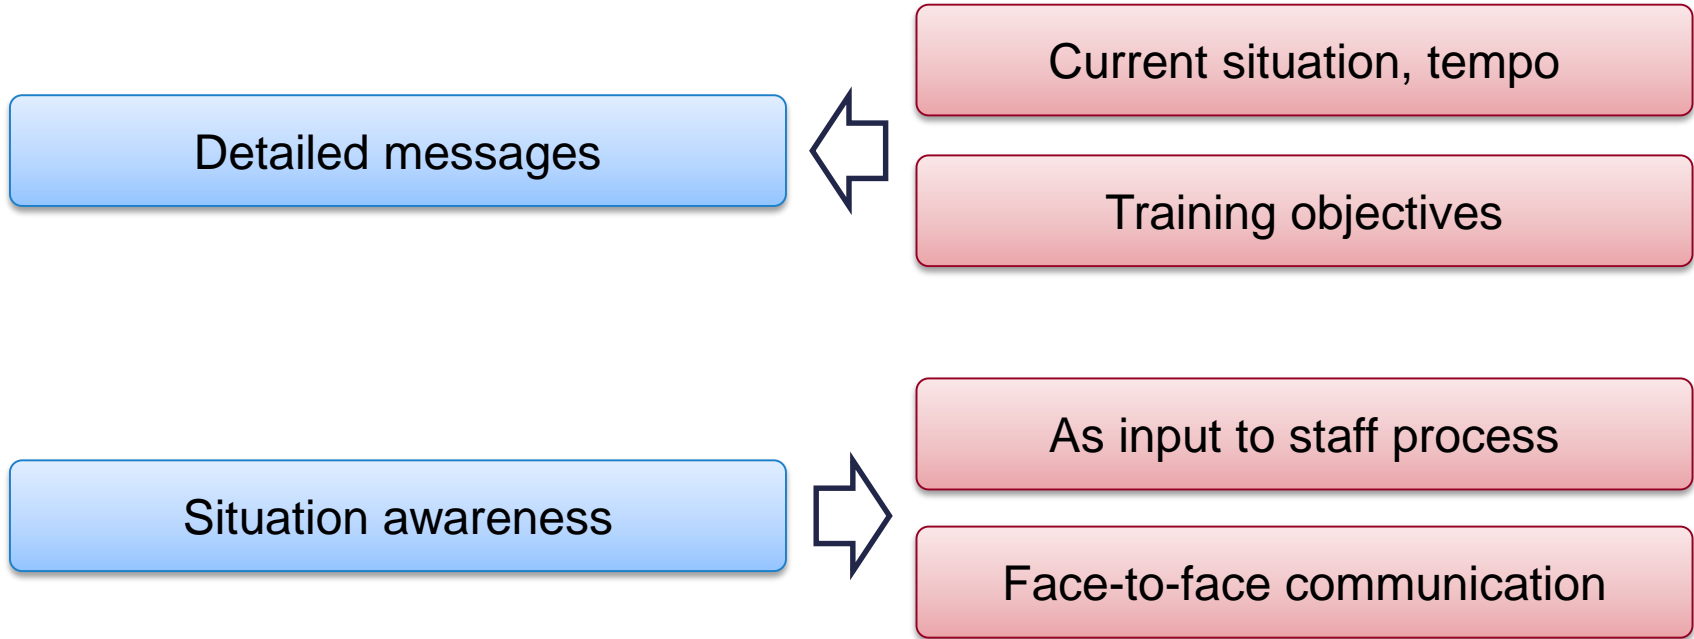 Current situation, tempo
Detailed messages
Training objectives
As input to staff process
Situation awareness
Face-to-face communication